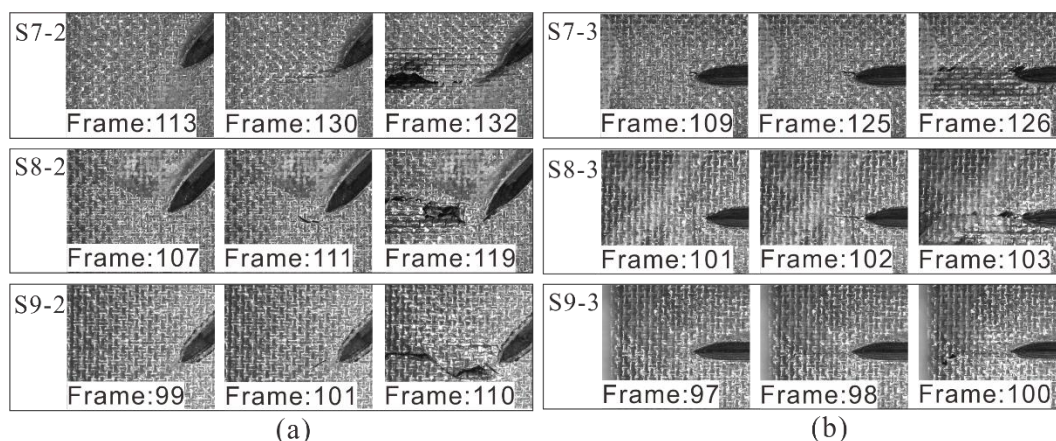 S7-2
Frame:113 Frame:130 Frame:132
S8-2
Frame:107 Frame:111 Frame:119
S9-2
Frame:99 Frame:101 Frame:110
(a)
S7-3
Frame:109 Frame:125 Frame:126
S8-3
Frame:101 Frame:102 Frame:103
S9-3
Frame:97 Frame:98 Frame:100
(b)